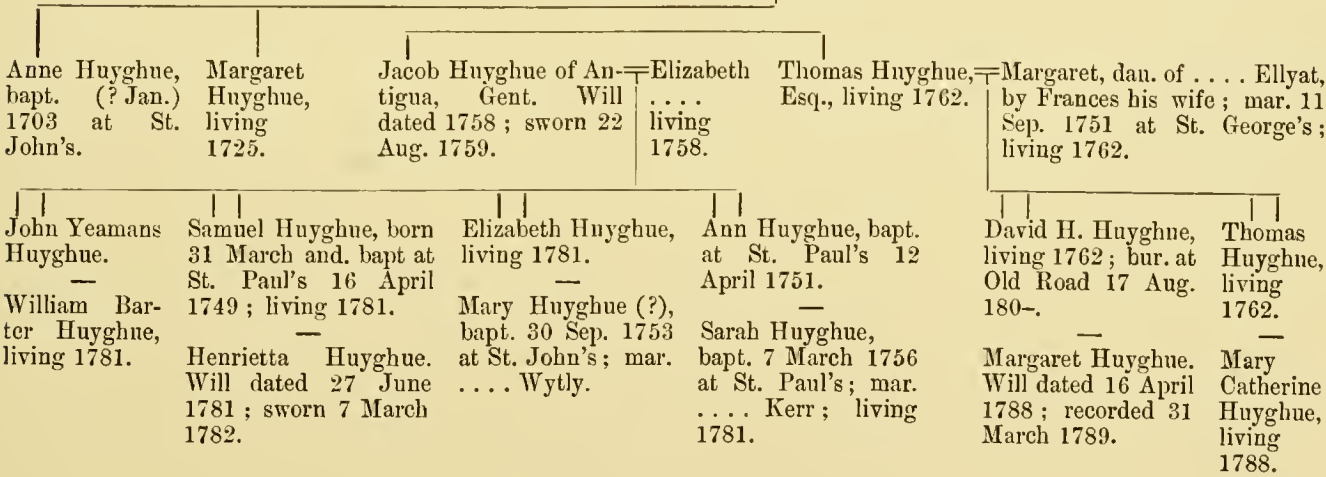 Anne Huyghue,
bapt. (? Jan.)
1703 at St.
John's.
Margaret
Huyghue,
living
1725.
Jacob Huyghue of An-
tigua, Gent. Will
dated 1758 ; sworn 22
Aug. 1759.
Elizabeth
. . . .
living
1758.
Thomas Huyghue,
Esq., living 1762.
Margaret, dau. of . . . . Ellyat,
by Frances his wife ; mar. 11
Sep. 1751 at St. George's ;
living 1762.
John Yeamans
Huyghue.
—
William Bar-
ter Huyghue,
living 1781.
Samuel Huyghue, born
31 March and. bapt at
St. Paul's 16 April
1749 ; living 1781.
—
Henrietta Huyghue.
Will dated 27 June
1781 ; sworn 7 March
1782.
Elizabeth Huyghue,
living 1781.
—
Mary Huyghue (?),
bapt. 30 Sep. 1753
at St. John's ; mar.
. . . . Wytly.
Ann Huyghue, bapt.
at St. Paul's 12
April 1751.
—
Sarah Huyghue,
bapt. 7 March 1756
at St. Paul's ; mar.
. . . . Kerr ; living
1781.
David H. Huyghue,
living 1762 ; bur. at
Old Road 17 Aug.
180–.
—
Margaret Huyghue.
Will dated 16 April
1788 ; recorded 31
March 1789.
Thomas
Huyghue,
living
1762.
—
Mary
Catherine
Huyghue,
living
1788.